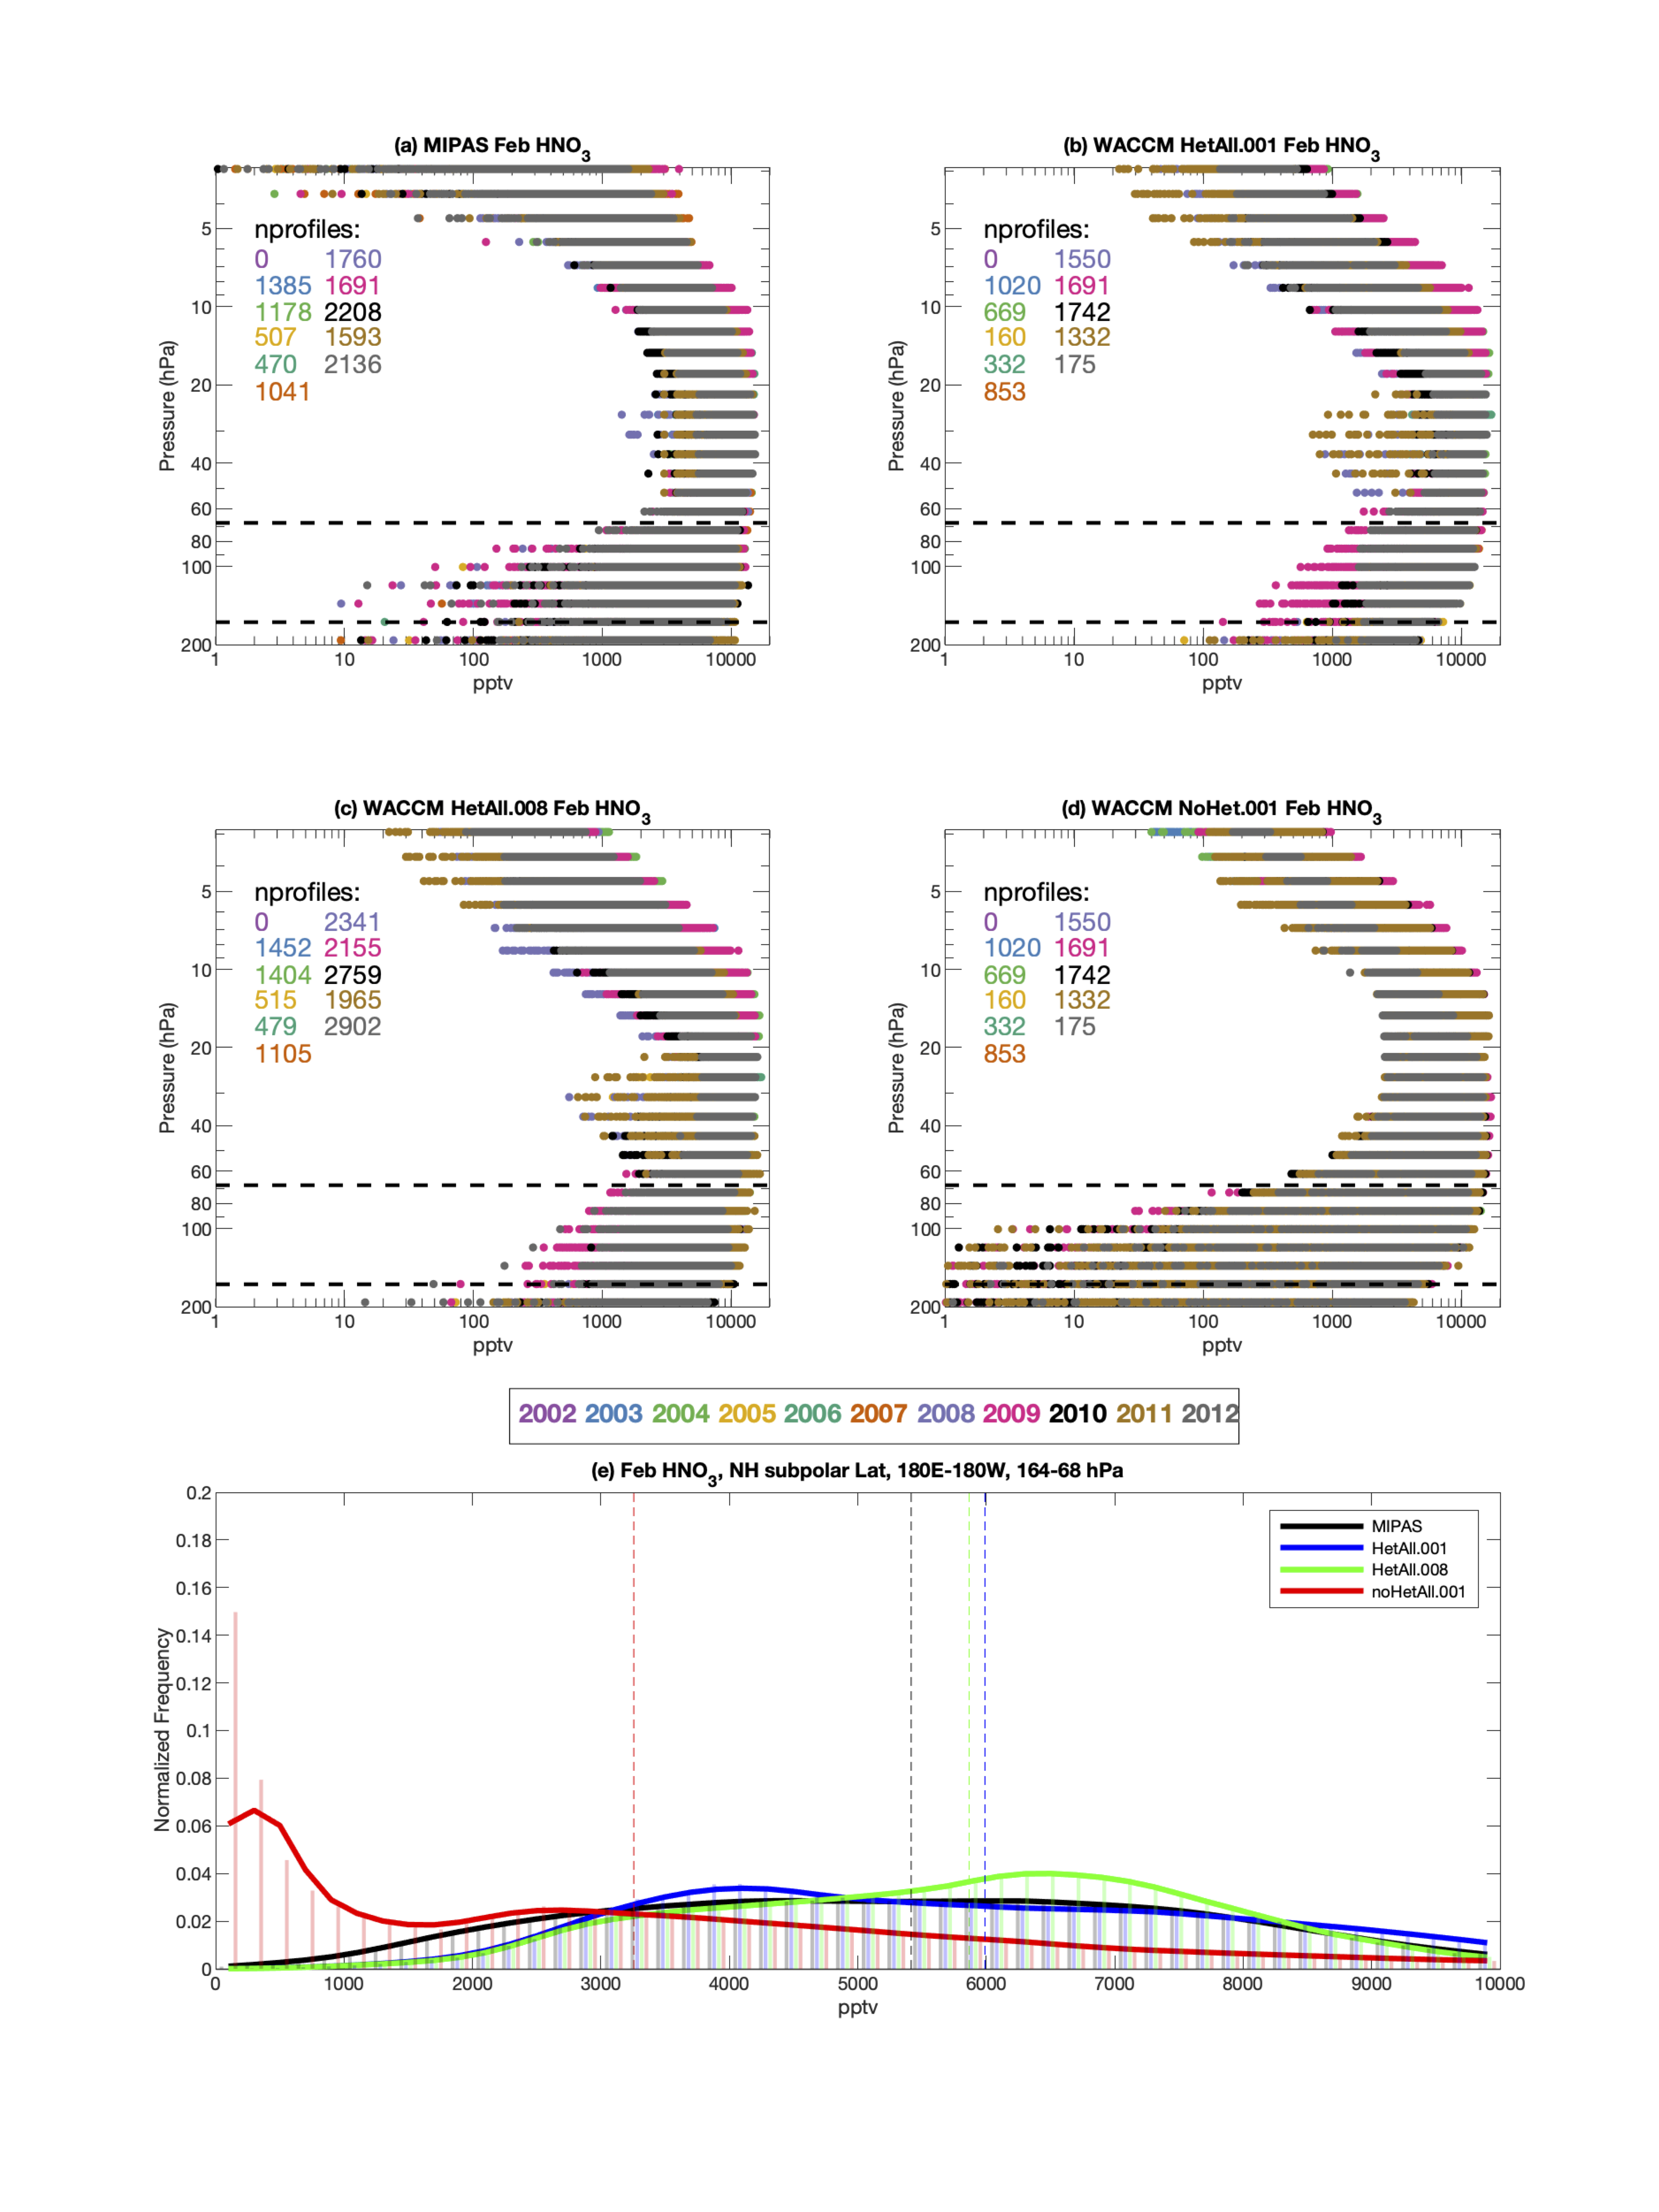 (a) MIPAS Feb HNO3
nprofiles:
0 1760
1385 1691
1178 2208
507 1593
470 2136
1041
5
10
20
40
60
80
100
200
Pressure (hPa)
1 10 100 1000 10000
pptv
(b) WACCM HetAll.001 Feb HNO3
nprofiles:
0 1550
1020 1691
669 1742
160 1332
332 175
853
5
10
20
40
60
80
100
200
Pressure (hPa)
1 10 100 1000 10000
pptv
(c) WACCM HetAll.008 Feb HNO3
nprofiles:
0 2341
1452 2155
1404 2759
515 1965
479 2902
1105
5
10
20
40
60
80
100
200
Pressure (hPa)
1 10 100 1000 10000
pptv
(d) WACCM NoHet.001 Feb HNO3
nprofiles:
0 1550
1020 1691
669 1742
160 1332
332 175
853
5
10
20
40
60
80
100
200
Pressure (hPa)
1 10 100 1000 10000
pptv
2002 2003 2004 2005 2006 2007 2008 2009 2010 2011 2012
(e) Feb HNO3, NH subpolar Lat, 180E-180W, 164-68 hPa
0.2
0.18
0.16
0.14
0.12
0.1
0.08
0.06
0.04
0.02
0
Normalized Frequency
MIPAS
HetAll.001
HetAll.008
noHetAll.001
0 1000 2000 3000 4000 5000 6000 7000 8000 9000 10000
pptv